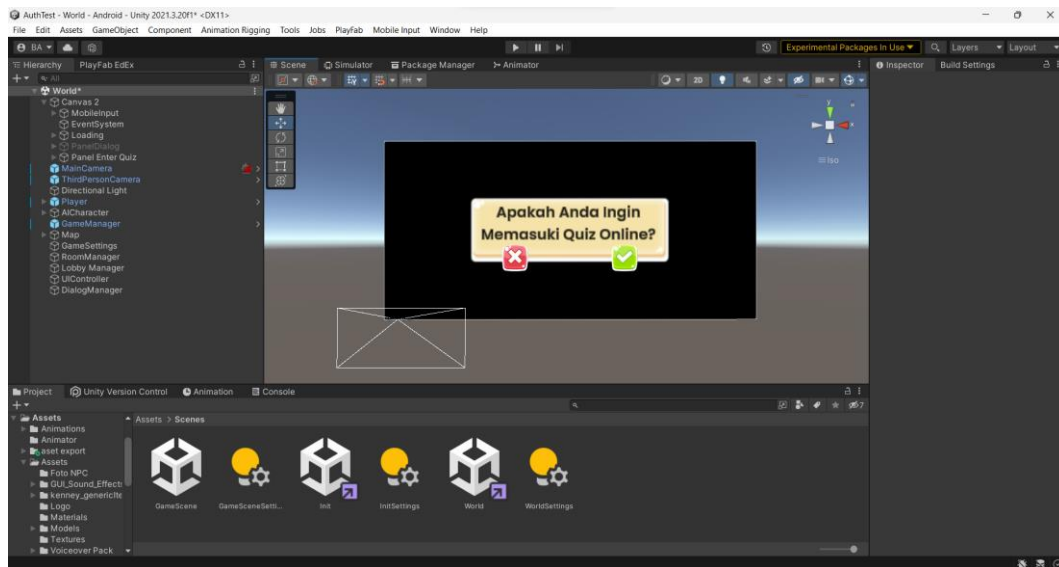 AuthTest - World - Android - Unity 2021.3.20f1* <DX11>
File Edit Assets GameObject Component Animation Rigging Tools Jobs Playfab Mobile Input Window Help
BA Experimental Packages In Use Layers Layout
Hierarchy PlayFab EdEx Scene Simulator Package Manager Animator Inspector Build Settings
All 2D
World*
Canvas 2
MobileInput
EventSystem
Loading
PanelDialog
Panel Enter Quiz
MainCamera
ThirdPersonCamera
Directional Light
Player
AICharacter
GameManager
Map
GameSettings
RoomManager
Lobby Manager
UIController
DialogManager
y
Iso
Apakah Anda Ingin
Memasuki Quiz Online?
Project Unity Version Control Animation Console
7
Assets
Animations
Animator
aset export
Assets
Foto NPC
GUI_Sound_Effect
kenney_genericIte
Logo
Materials
Models
Textures
Voiceover Pack
Assets > Scenes
GameScene GameSceneSetti... Init InitSettings World WorldSettings